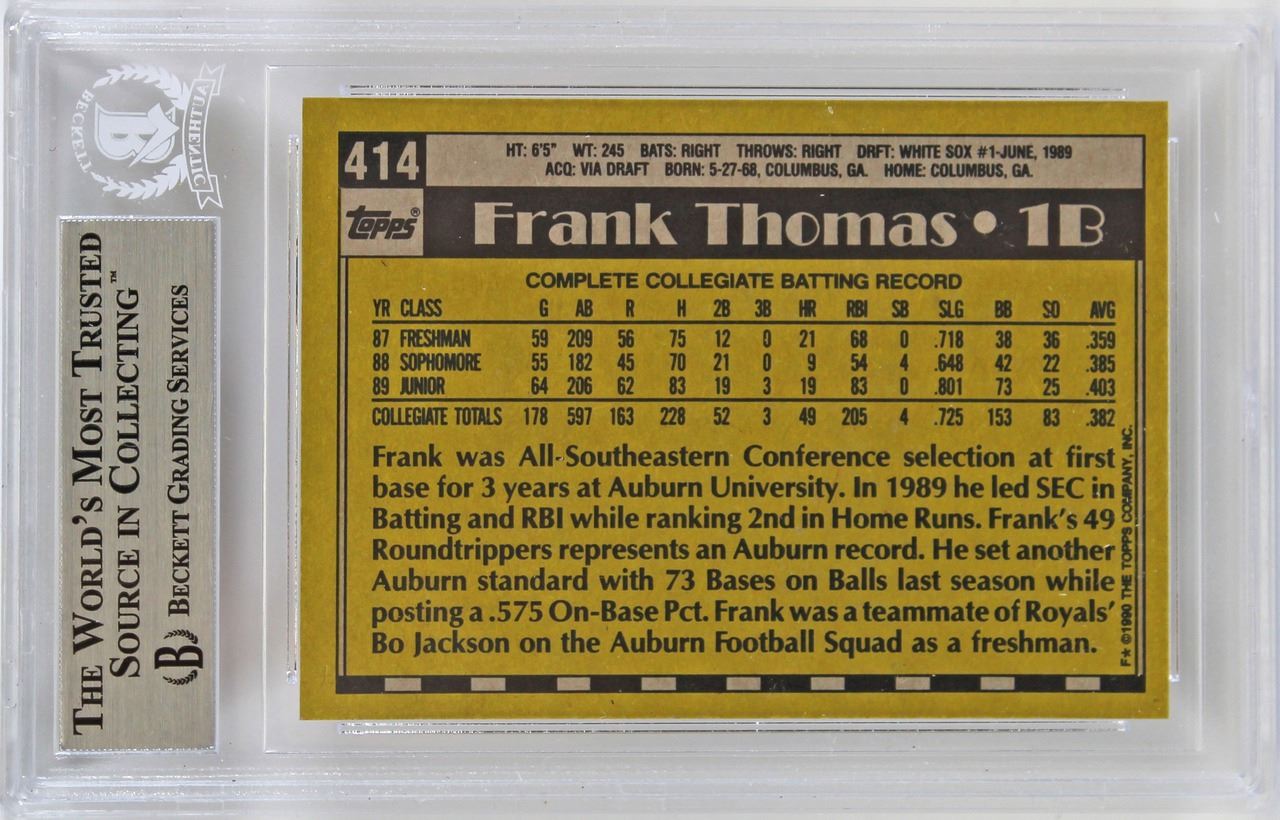 BECKETT
AUTHENTIC
B
THE WORLD'S MOST TRUSTED
SOURCE IN COLLECTING™
B BECKETT GRADING SERVICES
414
HT: 6'5" WT: 245 BATS: RIGHT THROWS: RIGHT DRFT: WHITE SOX #1-JUNE, 1989
ACQ: VIA DRAFT BORN: 5-27-68, COLUMBUS, GA. HOME: COLUMBUS, GA.
topps®
Frank Thomas • 1B
COMPLETE COLLEGIATE BATTING RECORD
YR CLASS G AB R H 2B 3B HR RBI SB SLG BB SO AVG
87 FRESHMAN 59 209 56 75 12 0 21 68 0 .718 38 36 .359
88 SOPHOMORE 55 182 45 70 21 0 9 54 4 .648 42 22 .385
89 JUNIOR 64 206 62 83 19 3 19 83 0 .801 73 25 .403
COLLEGIATE TOTALS 178 597 163 228 52 3 49 205 4 .725 153 83 .382
Frank was All-Southeastern Conference selection at first
base for 3 years at Auburn University. In 1989 he led SEC in
Batting and RBI while ranking 2nd in Home Runs. Frank's 49
Roundtrippers represents an Auburn record. He set another
Auburn standard with 73 Bases on Balls last season while
posting a .575 On-Base Pct. Frank was a teammate of Royals'
Bo Jackson on the Auburn Football Squad as a freshman.
F★ ©1990 THE TOPPS COMPANY, INC.